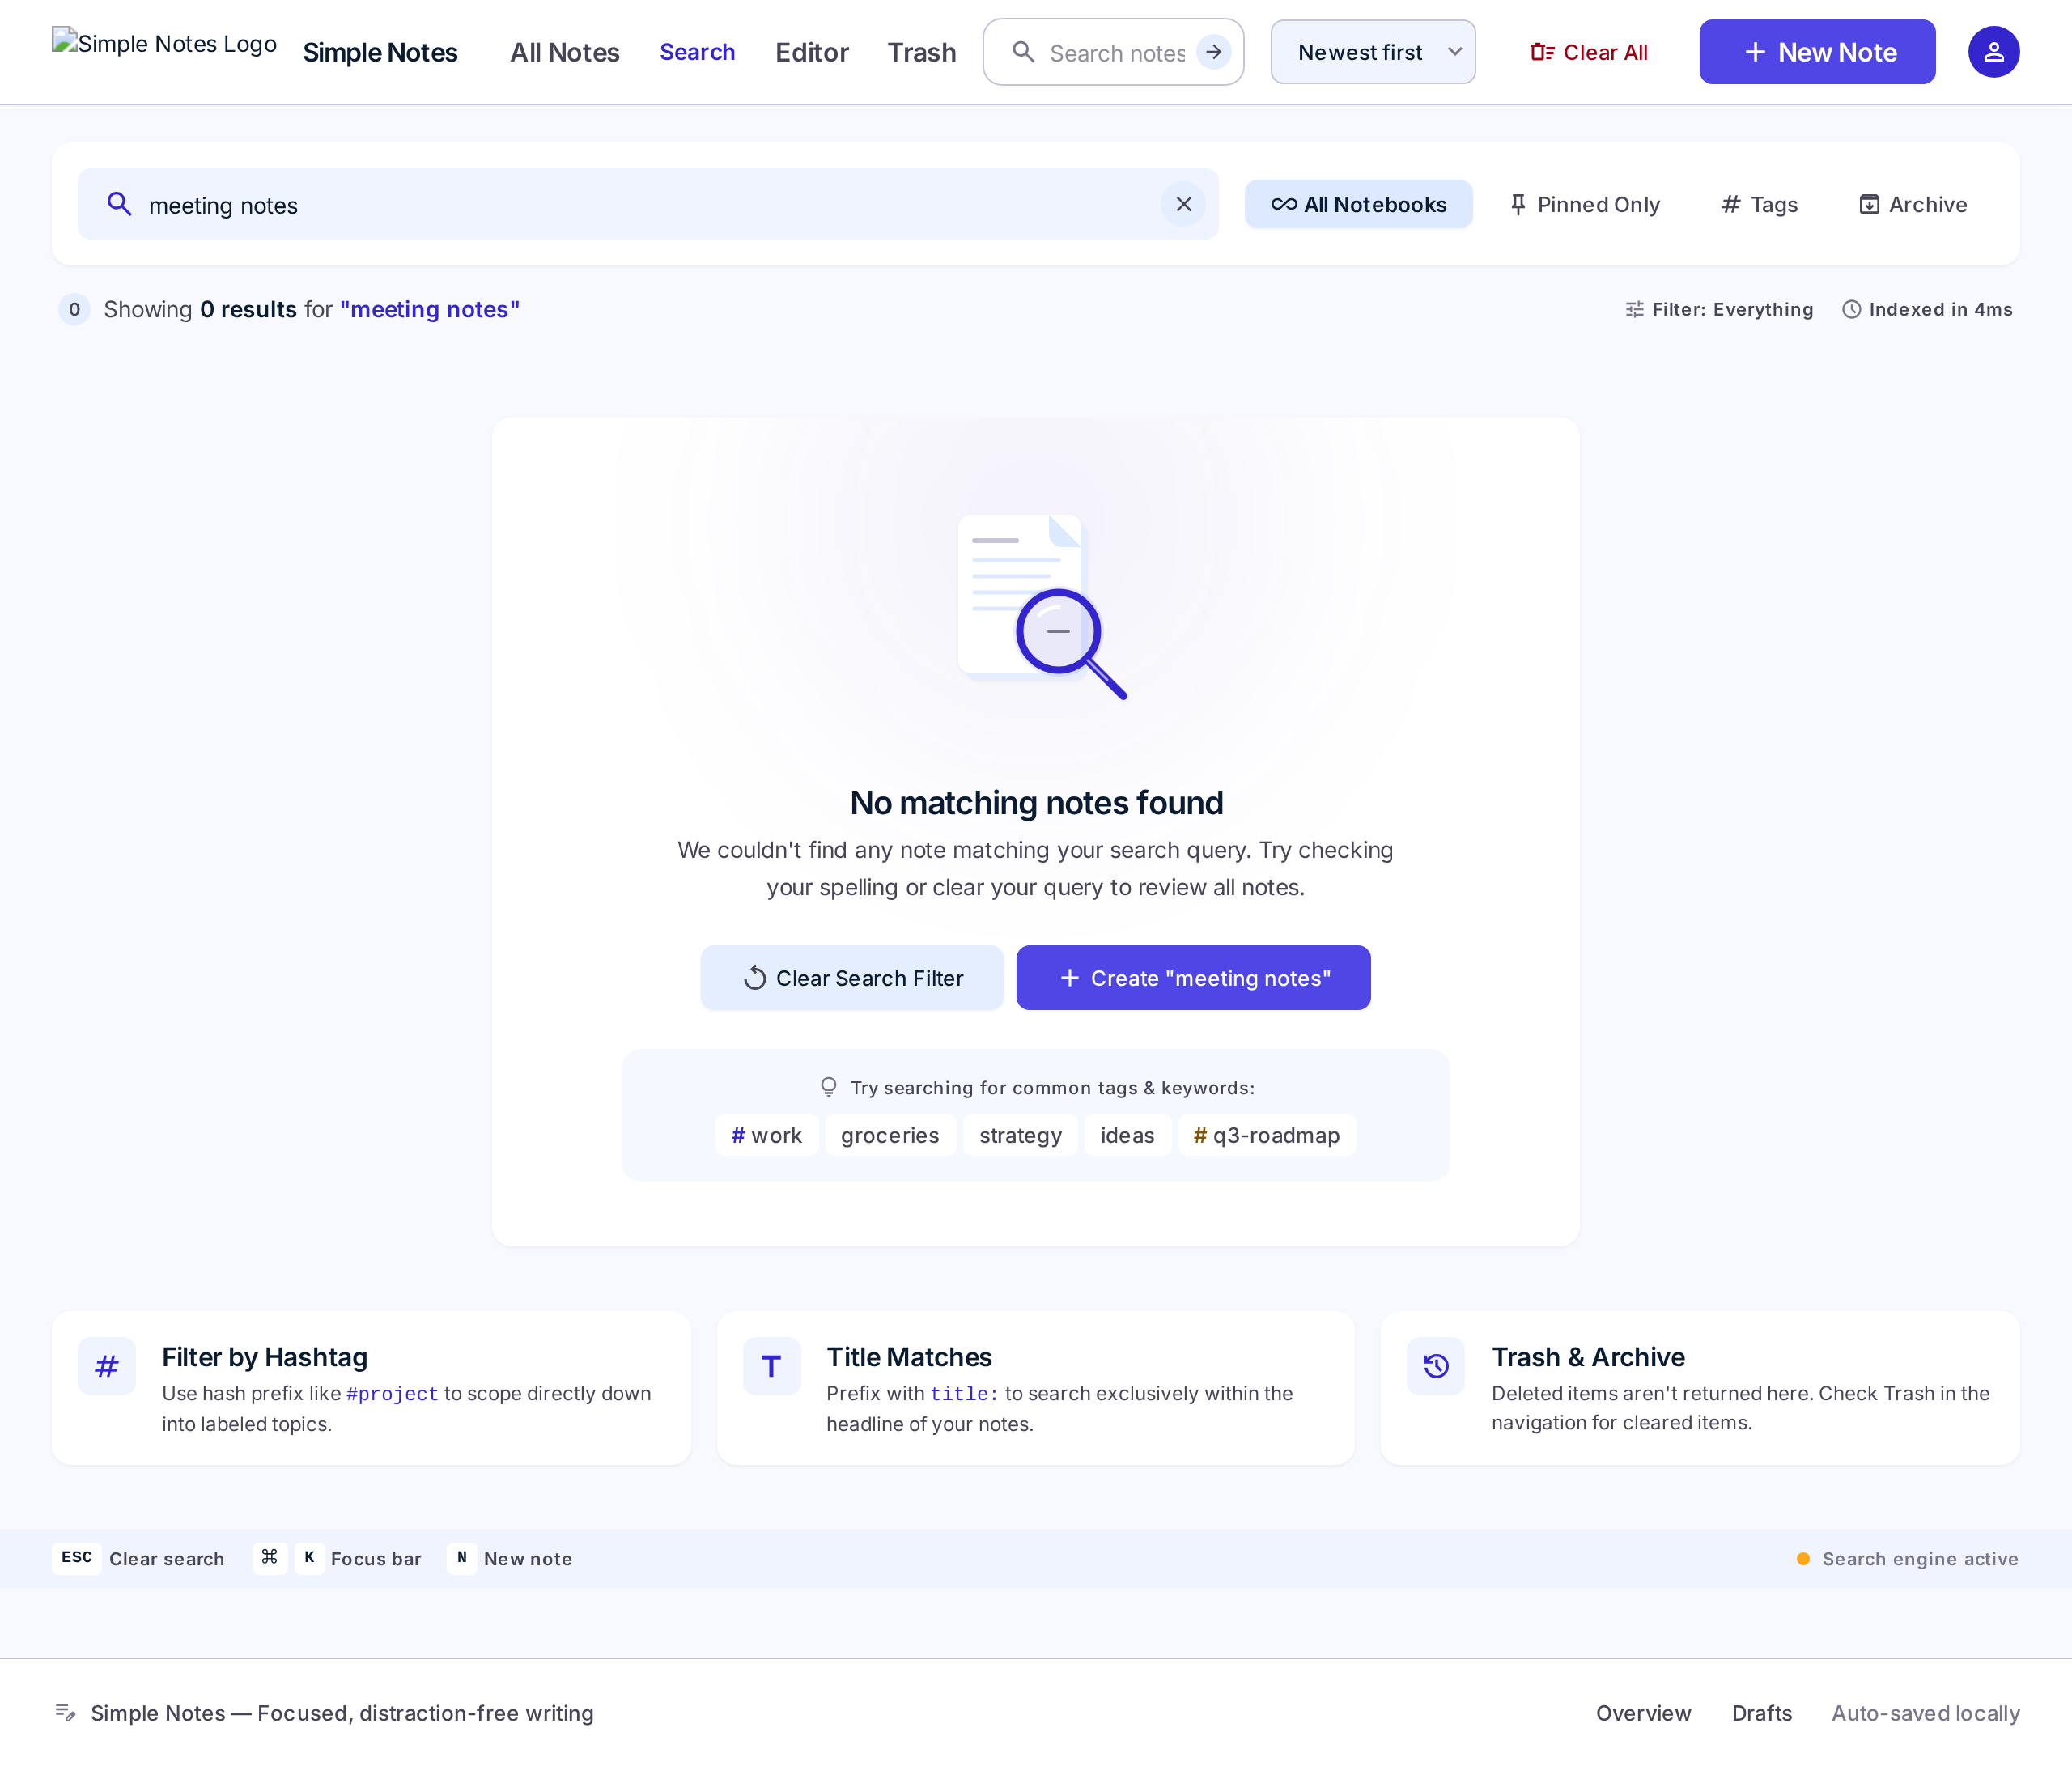 Simple Notes Logo
Simple Notes
All Notes
Search
Editor
Trash
Search notes
Newest first
Clear All
New Note
meeting notes
All Notebooks
Pinned Only
Tags
Archive
0
Showing 0 results for "meeting notes"
Filter: Everything
Indexed in 4ms
No matching notes found
We couldn't find any note matching your search query. Try checking
your spelling or clear your query to review all notes.
Clear Search Filter
Create "meeting notes"
Try searching for common tags & keywords:
# work
groceries
strategy
ideas
# q3-roadmap
Filter by Hashtag
Use hash prefix like #project to scope directly down
into labeled topics.
T
Title Matches
Prefix with title: to search exclusively within the
headline of your notes.
Trash & Archive
Deleted items aren't returned here. Check Trash in the
navigation for cleared items.
ESC Clear search
⌘ K Focus bar
N New note
Search engine active
Simple Notes — Focused, distraction-free writing
Overview
Drafts
Auto-saved locally